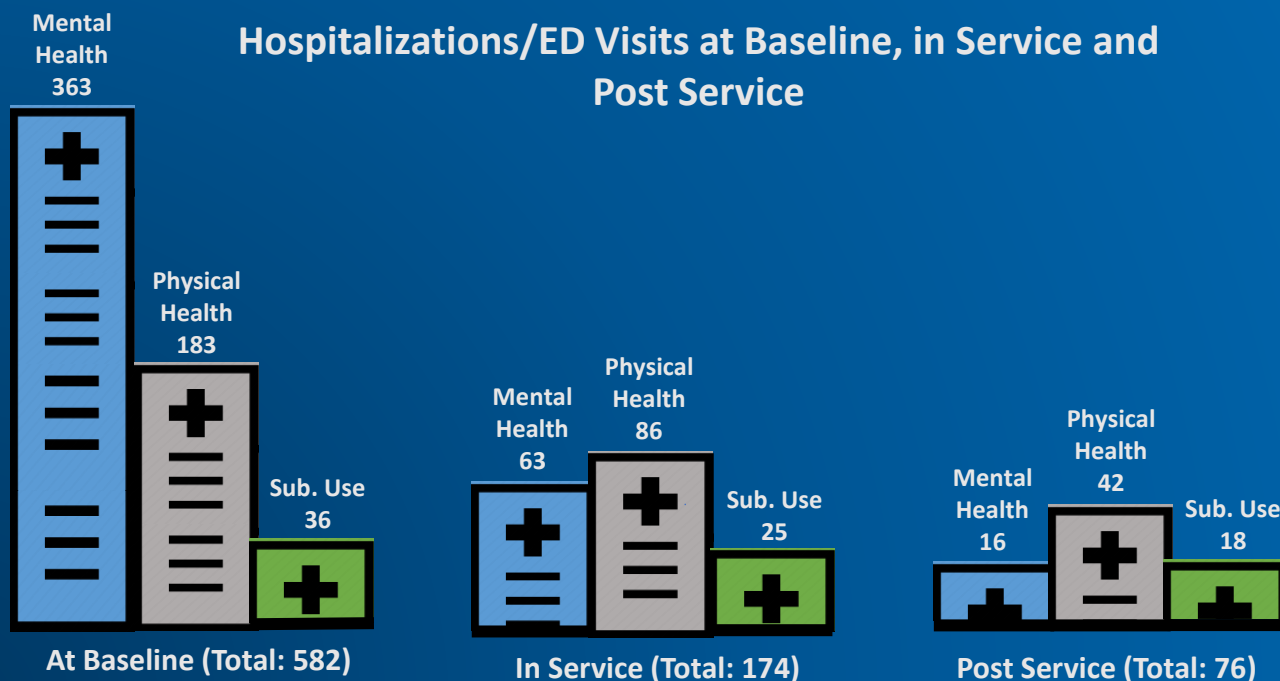 Hospitalizations/ED Visits at Baseline, in Service and
Post Service
Mental
Health
363
Physical
Health
183
Sub. Use
36
At Baseline (Total: 582)
Mental
Health
63
Physical
Health
86
Sub. Use
25
In Service (Total: 174)
Mental
Health
16
Physical
Health
42
Sub. Use
18
Post Service (Total: 76)